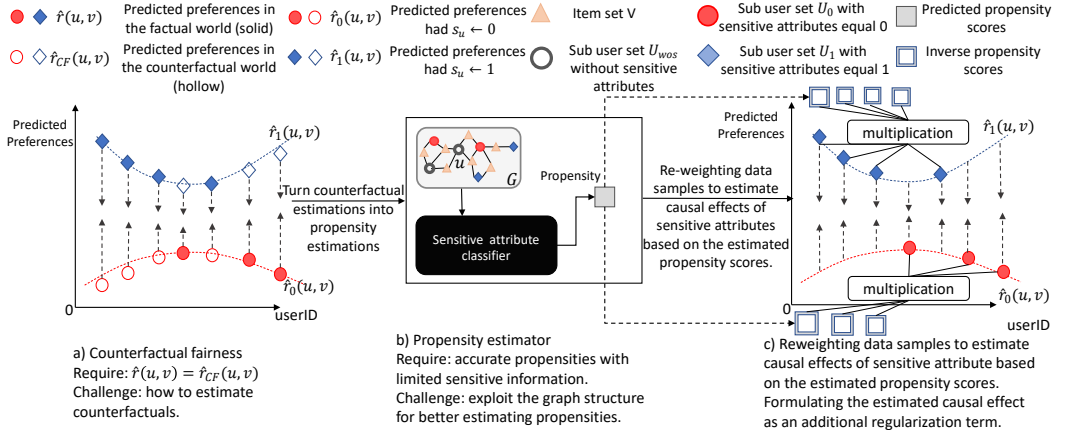 r̂(u, v)
Predicted preferences in
the factual world (solid)
r̂_CF(u, v)
Predicted preferences in
the counterfactual world
(hollow)
r̂_0(u, v)
Predicted preferences
had s_u ← 0
r̂_1(u, v)
Predicted preferences
had s_u ← 1
Item set V
Sub user set U_wos
without sensitive
attributes
Sub user set U_0 with
sensitive attributes equal 0
Sub user set U_1 with
sensitive attributes equal 1
Predicted propensity
scores
Inverse propensity
scores
Predicted
Preferences
r̂_1(u, v)
r̂_0(u, v)
0
userID
Turn counterfactual
estimations into
propensity
estimations
u
G
Propensity
Sensitive attribute
classifier
Re-weighting data
samples to estimate
causal effects of
sensitive attributes
based on the estimated
propensity scores.
Predicted
Preferences
multiplication
r̂_1(u, v)
multiplication
r̂_0(u, v)
0
userID
a) Counterfactual fairness
Require: r̂(u, v) = r̂_CF(u, v)
Challenge: how to estimate
counterfactuals.
b) Propensity estimator
Require: accurate propensities with
limited sensitive information.
Challenge: exploit the graph structure
for better estimating propensities.
c) Reweighting data samples to estimate
causal effects of sensitive attribute based
on the estimated propensity scores.
Formulating the estimated causal effect
as an additional regularization term.